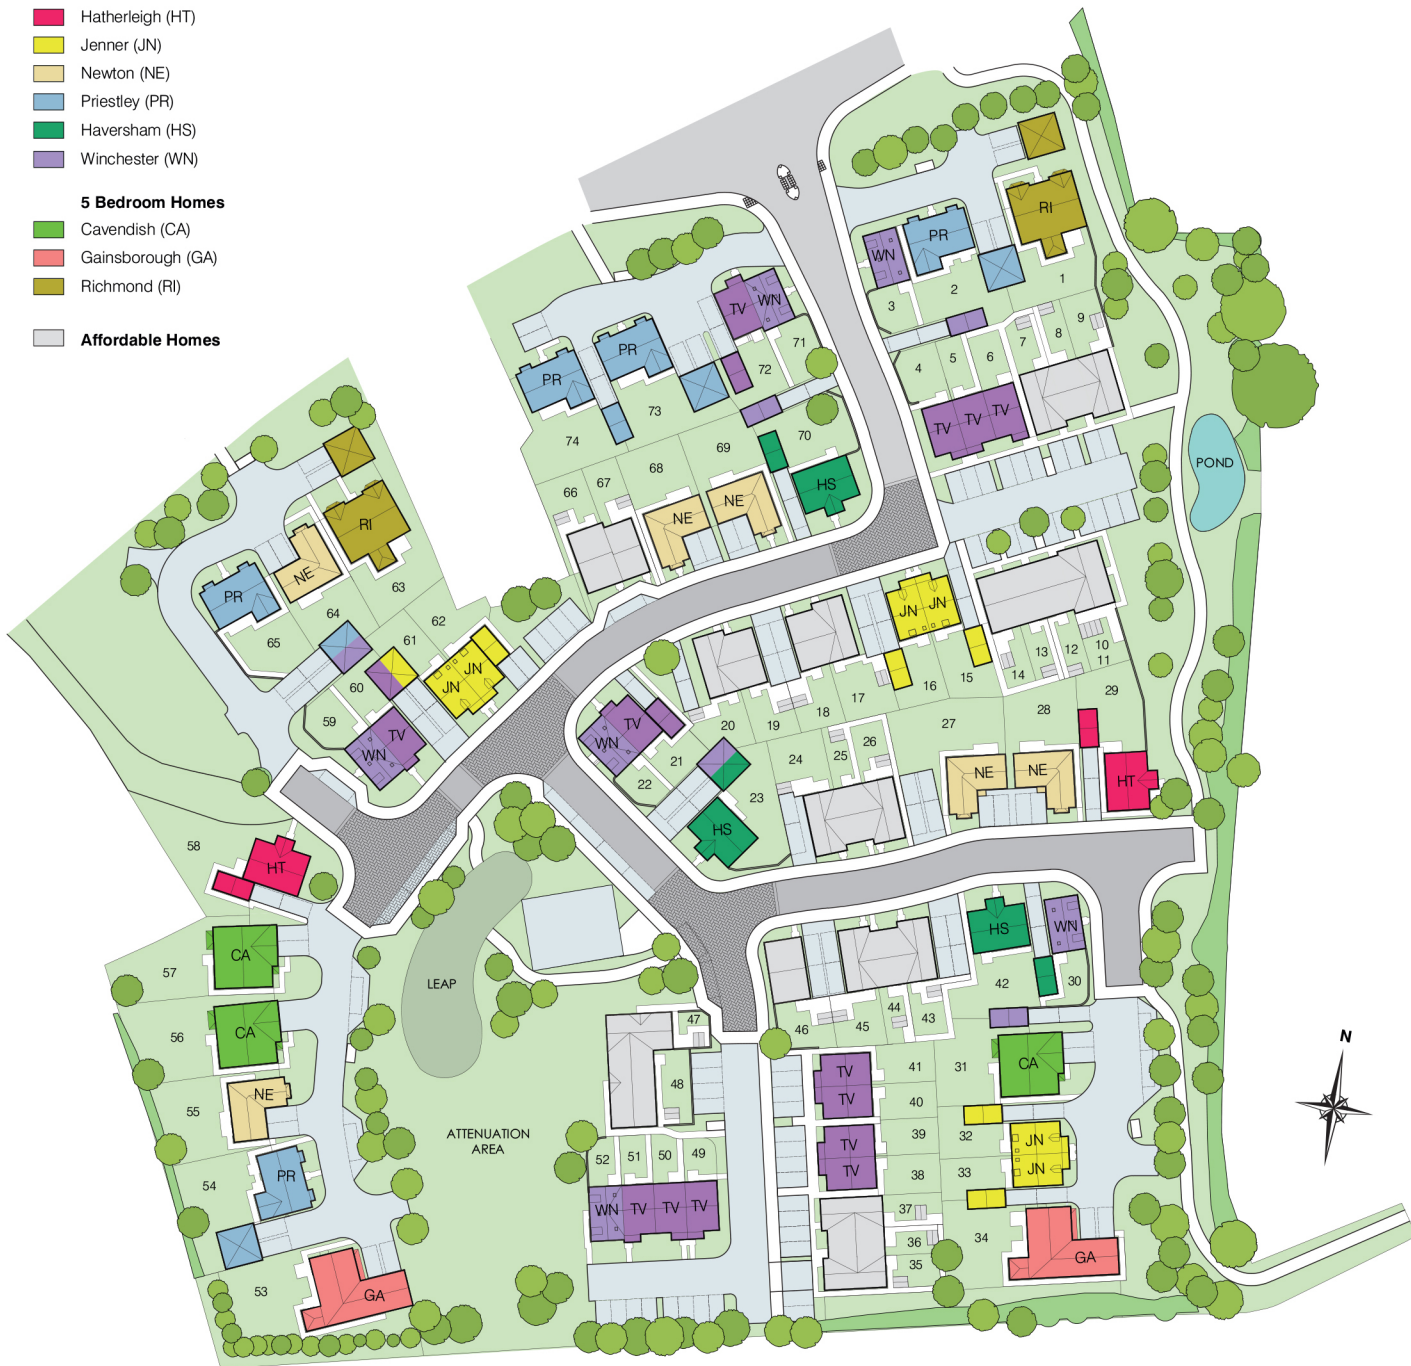 Hatherleigh (HT)
Jenner (JN)
Newton (NE)
Priestley (PR)
Haversham (HS)
Winchester (WN)
5 Bedroom Homes
Cavendish (CA)
Gainsborough (GA)
Richmond (RI)
Affordable Homes
RI
PR
WN
1
2
3
TV
WN
9
8
7
6
5
4
PR
PR
71
72
73
74
TV
TV
TV
70
69
68
67
66
HS
NE
NE
POND
RI
NE
PR
63
64
65
62
61
60
59
JN
JN
TV
WN
JN
JN
10
11
12
13
14
15
16
17
18
19
20
21
22
TV
WN
29
28
27
26
25
24
23
NE
NE
HT
HS
58
HT
CA
57
CA
56
NE
55
PR
54
53
GA
LEAP
ATTENUATION
AREA
HS
WN
42
30
43
44
45
46
47
48
CA
31
TV
TV
41
40
39
38
TV
TV
32
33
JN
JN
52
51
50
49
WN
TV
TV
TV
37
36
35
34
GA
N